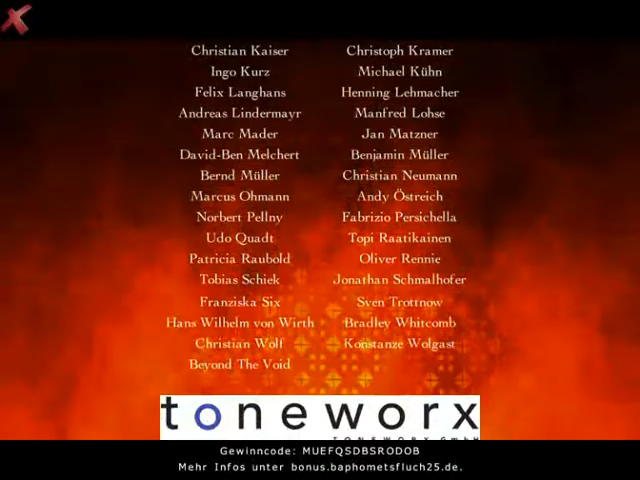 Christian Kaiser Christoph Kramer
Ingo Kurz Michael Kühn
Felix Langhans Henning Lehmacher
Andreas Lindermayr Manfred Lohse
Marc Mader Jan Matzner
David-Ben Melchert Benjamin Müller
Bernd Müller Christian Neumann
Marcus Ohmann Andy Östreich
Norbert Pellny Fabrizio Persichella
Udo Quadt Topi Raatikainen
Patricia Raubold Oliver Rennie
Tobias Schiek Jonathan Schmalhofer
Franziska Six Sven Trottnow
Hans Wilhelm von Wirth Bradley Whitcomb
Christian Wolf Konstanze Wolgast
Beyond The Void
toneworx
TONEWORX GmbH
Gewinncode: MUEFQSDBSRODOB
Mehr Infos unter bonus.baphometsfluch25.de.